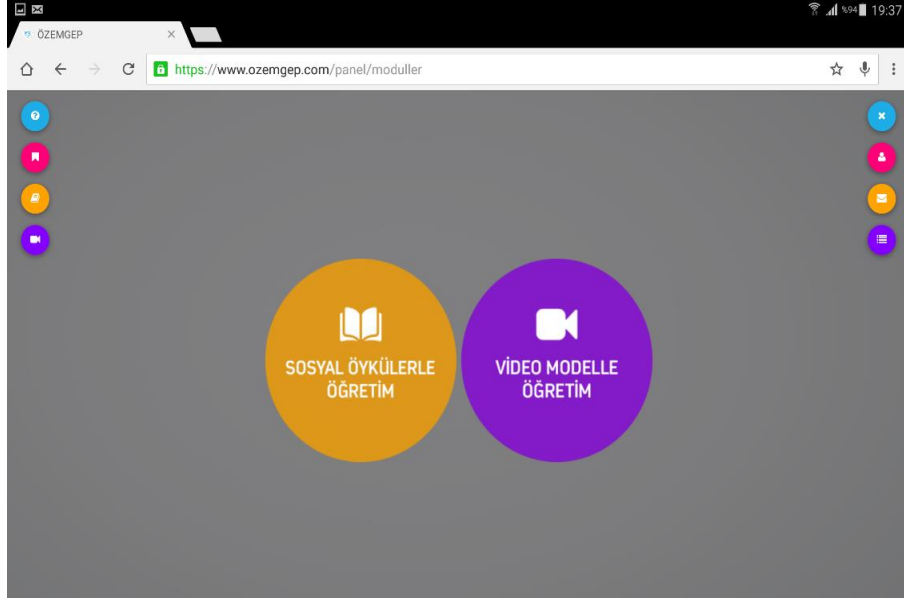 %94 19:37
ÖZEMGEP
https://www.ozemgep.com/panel/moduller
SOSYAL ÖYKÜLERLE
ÖĞRETİM
VİDEO MODELLE
ÖĞRETİM